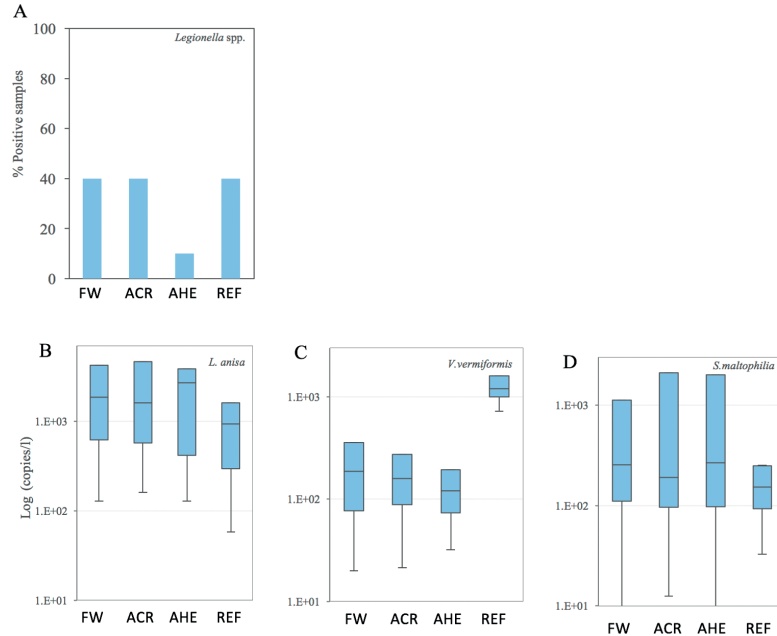 A
Legionella spp.
% Positive samples
100
80
60
40
20
0
FW ACR AHE REF
B
L. anisa
Log (copies/l)
1.E+03
1.E+02
1.E+01
FW ACR AHE REF
C
V.vermiformis
1.E+03
1.E+02
1.E+01
FW ACR AHE REF
D
S.maltophilia
1.E+03
1.E+02
1.E+01
FW ACR AHE REF